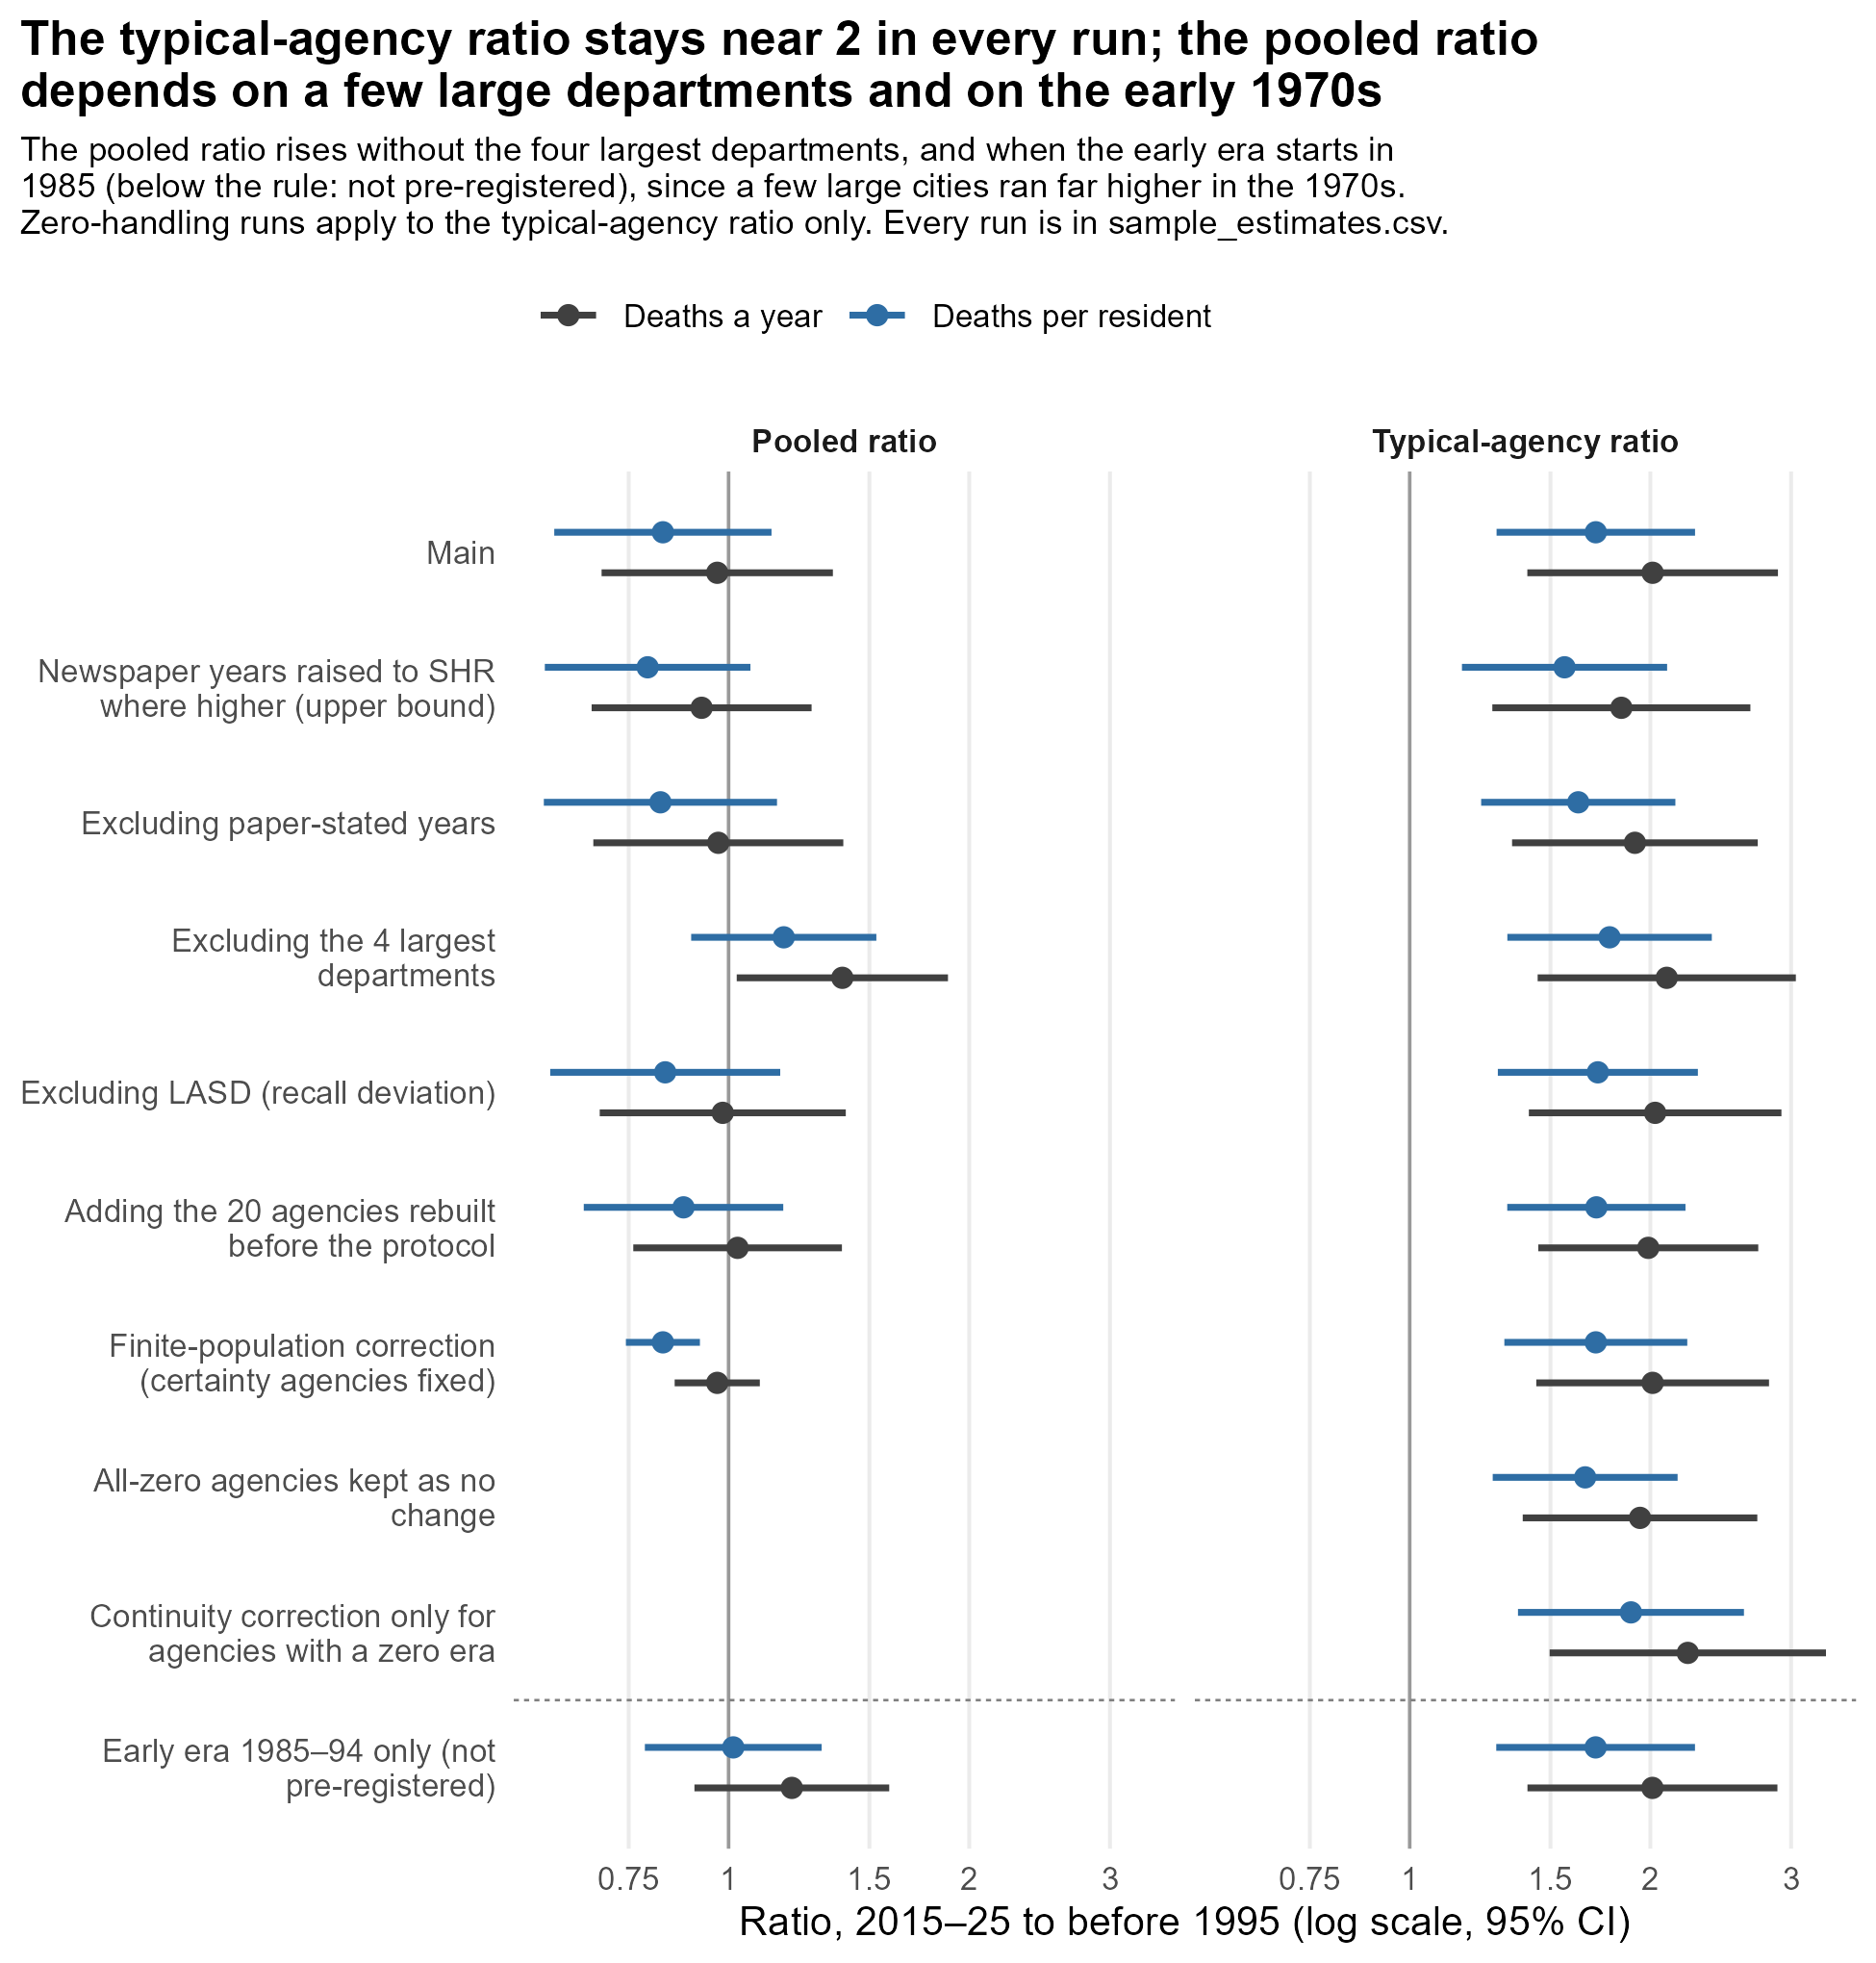 The typical-agency ratio stays near 2 in every run; the pooled ratio
depends on a few large departments and on the early 1970s
The pooled ratio rises without the four largest departments, and when the early era starts in
1985 (below the rule: not pre-registered), since a few large cities ran far higher in the 1970s.
Zero-handling runs apply to the typical-agency ratio only. Every run is in sample_estimates.csv.
Deaths a year
Deaths per resident
Pooled ratio
Typical-agency ratio
Main
Newspaper years raised to SHR
where higher (upper bound)
Excluding paper-stated years
Excluding the 4 largest
departments
Excluding LASD (recall deviation)
Adding the 20 agencies rebuilt
before the protocol
Finite-population correction
(certainty agencies fixed)
All-zero agencies kept as no
change
Continuity correction only for
agencies with a zero era
Early era 1985–94 only (not
pre-registered)
0.75 1 1.5 2 3
0.75 1 1.5 2 3
Ratio, 2015–25 to before 1995 (log scale, 95% CI)